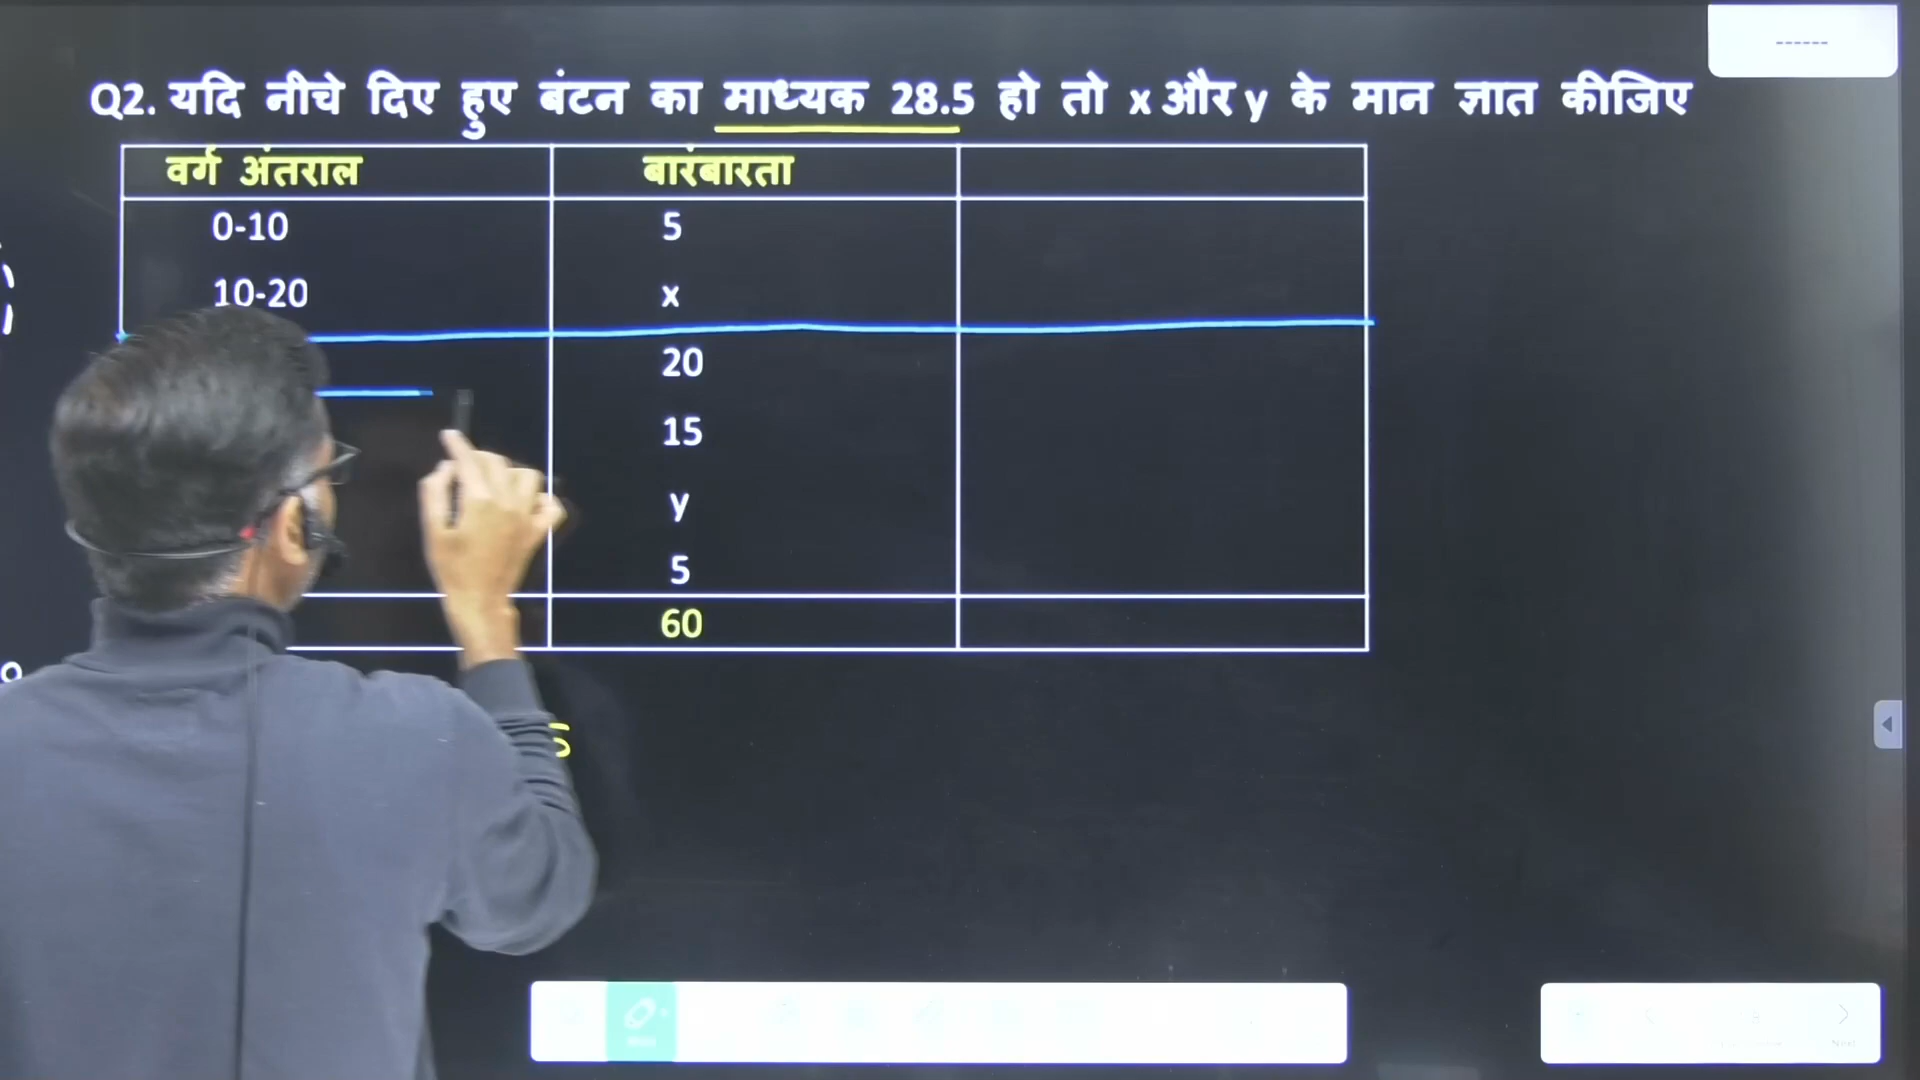 ------
Q2. यदि नीचे दिए हुए बंटन का माध्यक 28.5 हो तो x और y के मान ज्ञात कीजिए
वर्ग अंतराल बारंबारता
0-10 5
10-20 x
20
15
y
5
60